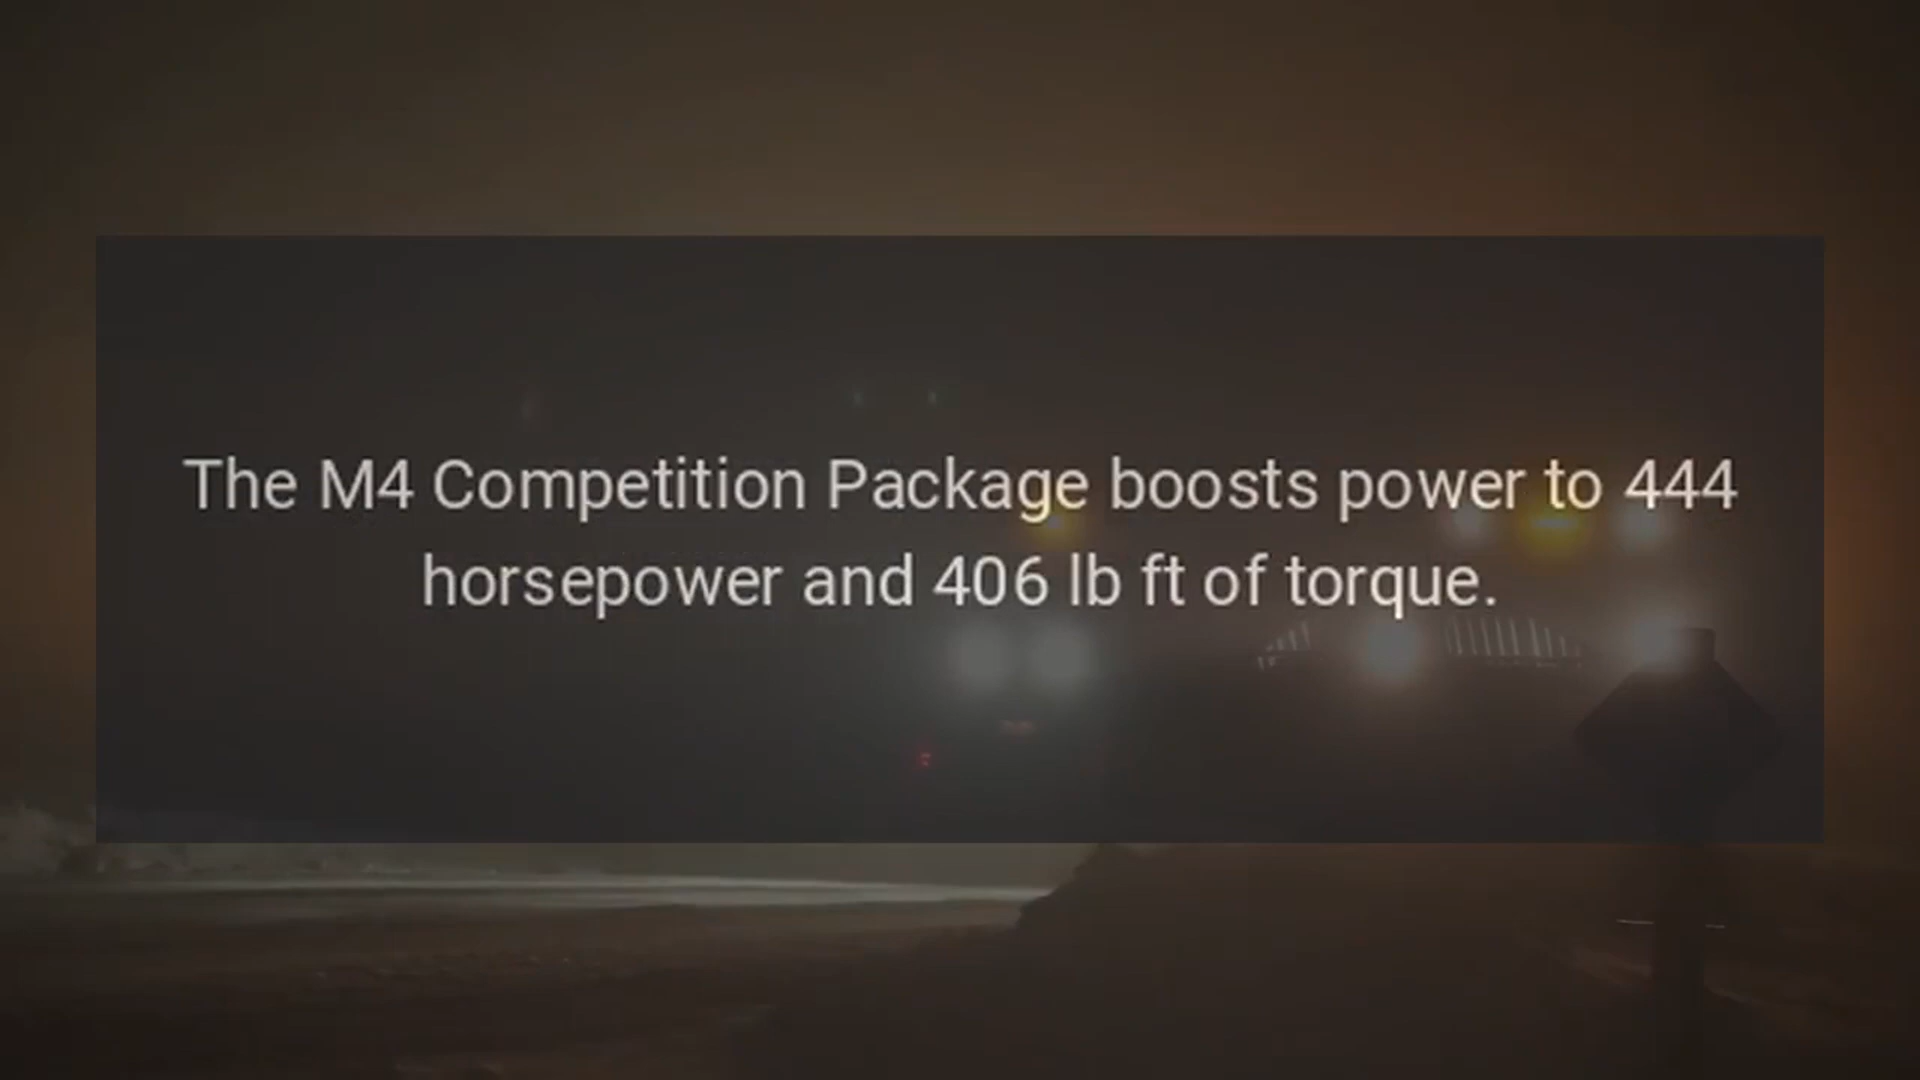 The M4 Competition Package boosts power to 444
horsepower and 406 lb ft of torque.